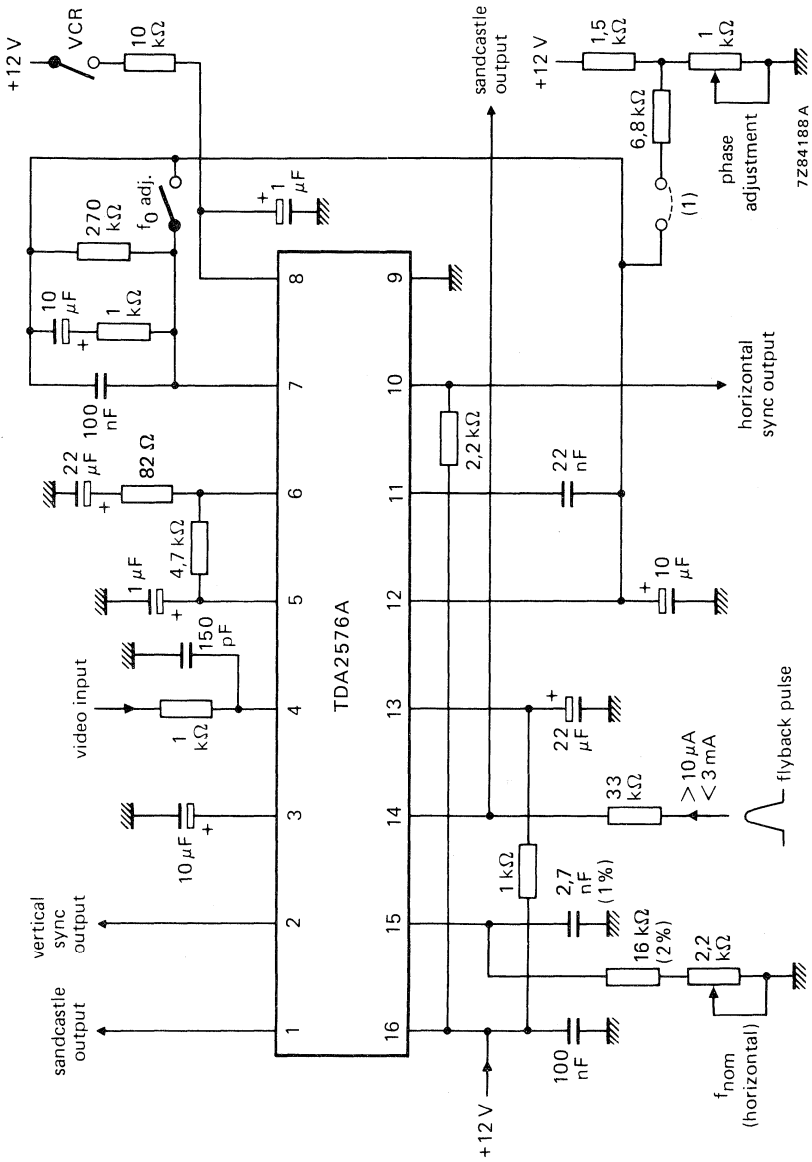 sandcastle
output
vertical
sync
output
10 µF
+
video input
1
kΩ
150
pF
1 µF
+
4,7 kΩ
22
µF
+
82 Ω
100
nF
10
µF
+
1
kΩ
270
kΩ
f0 adj.
+12 V
VCR
10
kΩ
+
1
µF
1
2
3
4
5
6
7
8
TDA2576A
16
15
14
13
12
11
10
9
sandcastle
output
+12 V
1,5
kΩ
1
kΩ
6,8 kΩ
phase
adjustment
(1)
2,2 kΩ
22
nF
horizontal
sync output
+
10
µF
+
22
µF
1 kΩ
33
kΩ
> 10 µA
< 3 mA
flyback pulse
2,7
nF
(1%)
16 kΩ
(2%)
2,2
kΩ
+12 V
100
nF
fnom
(horizontal)
7Z84188A